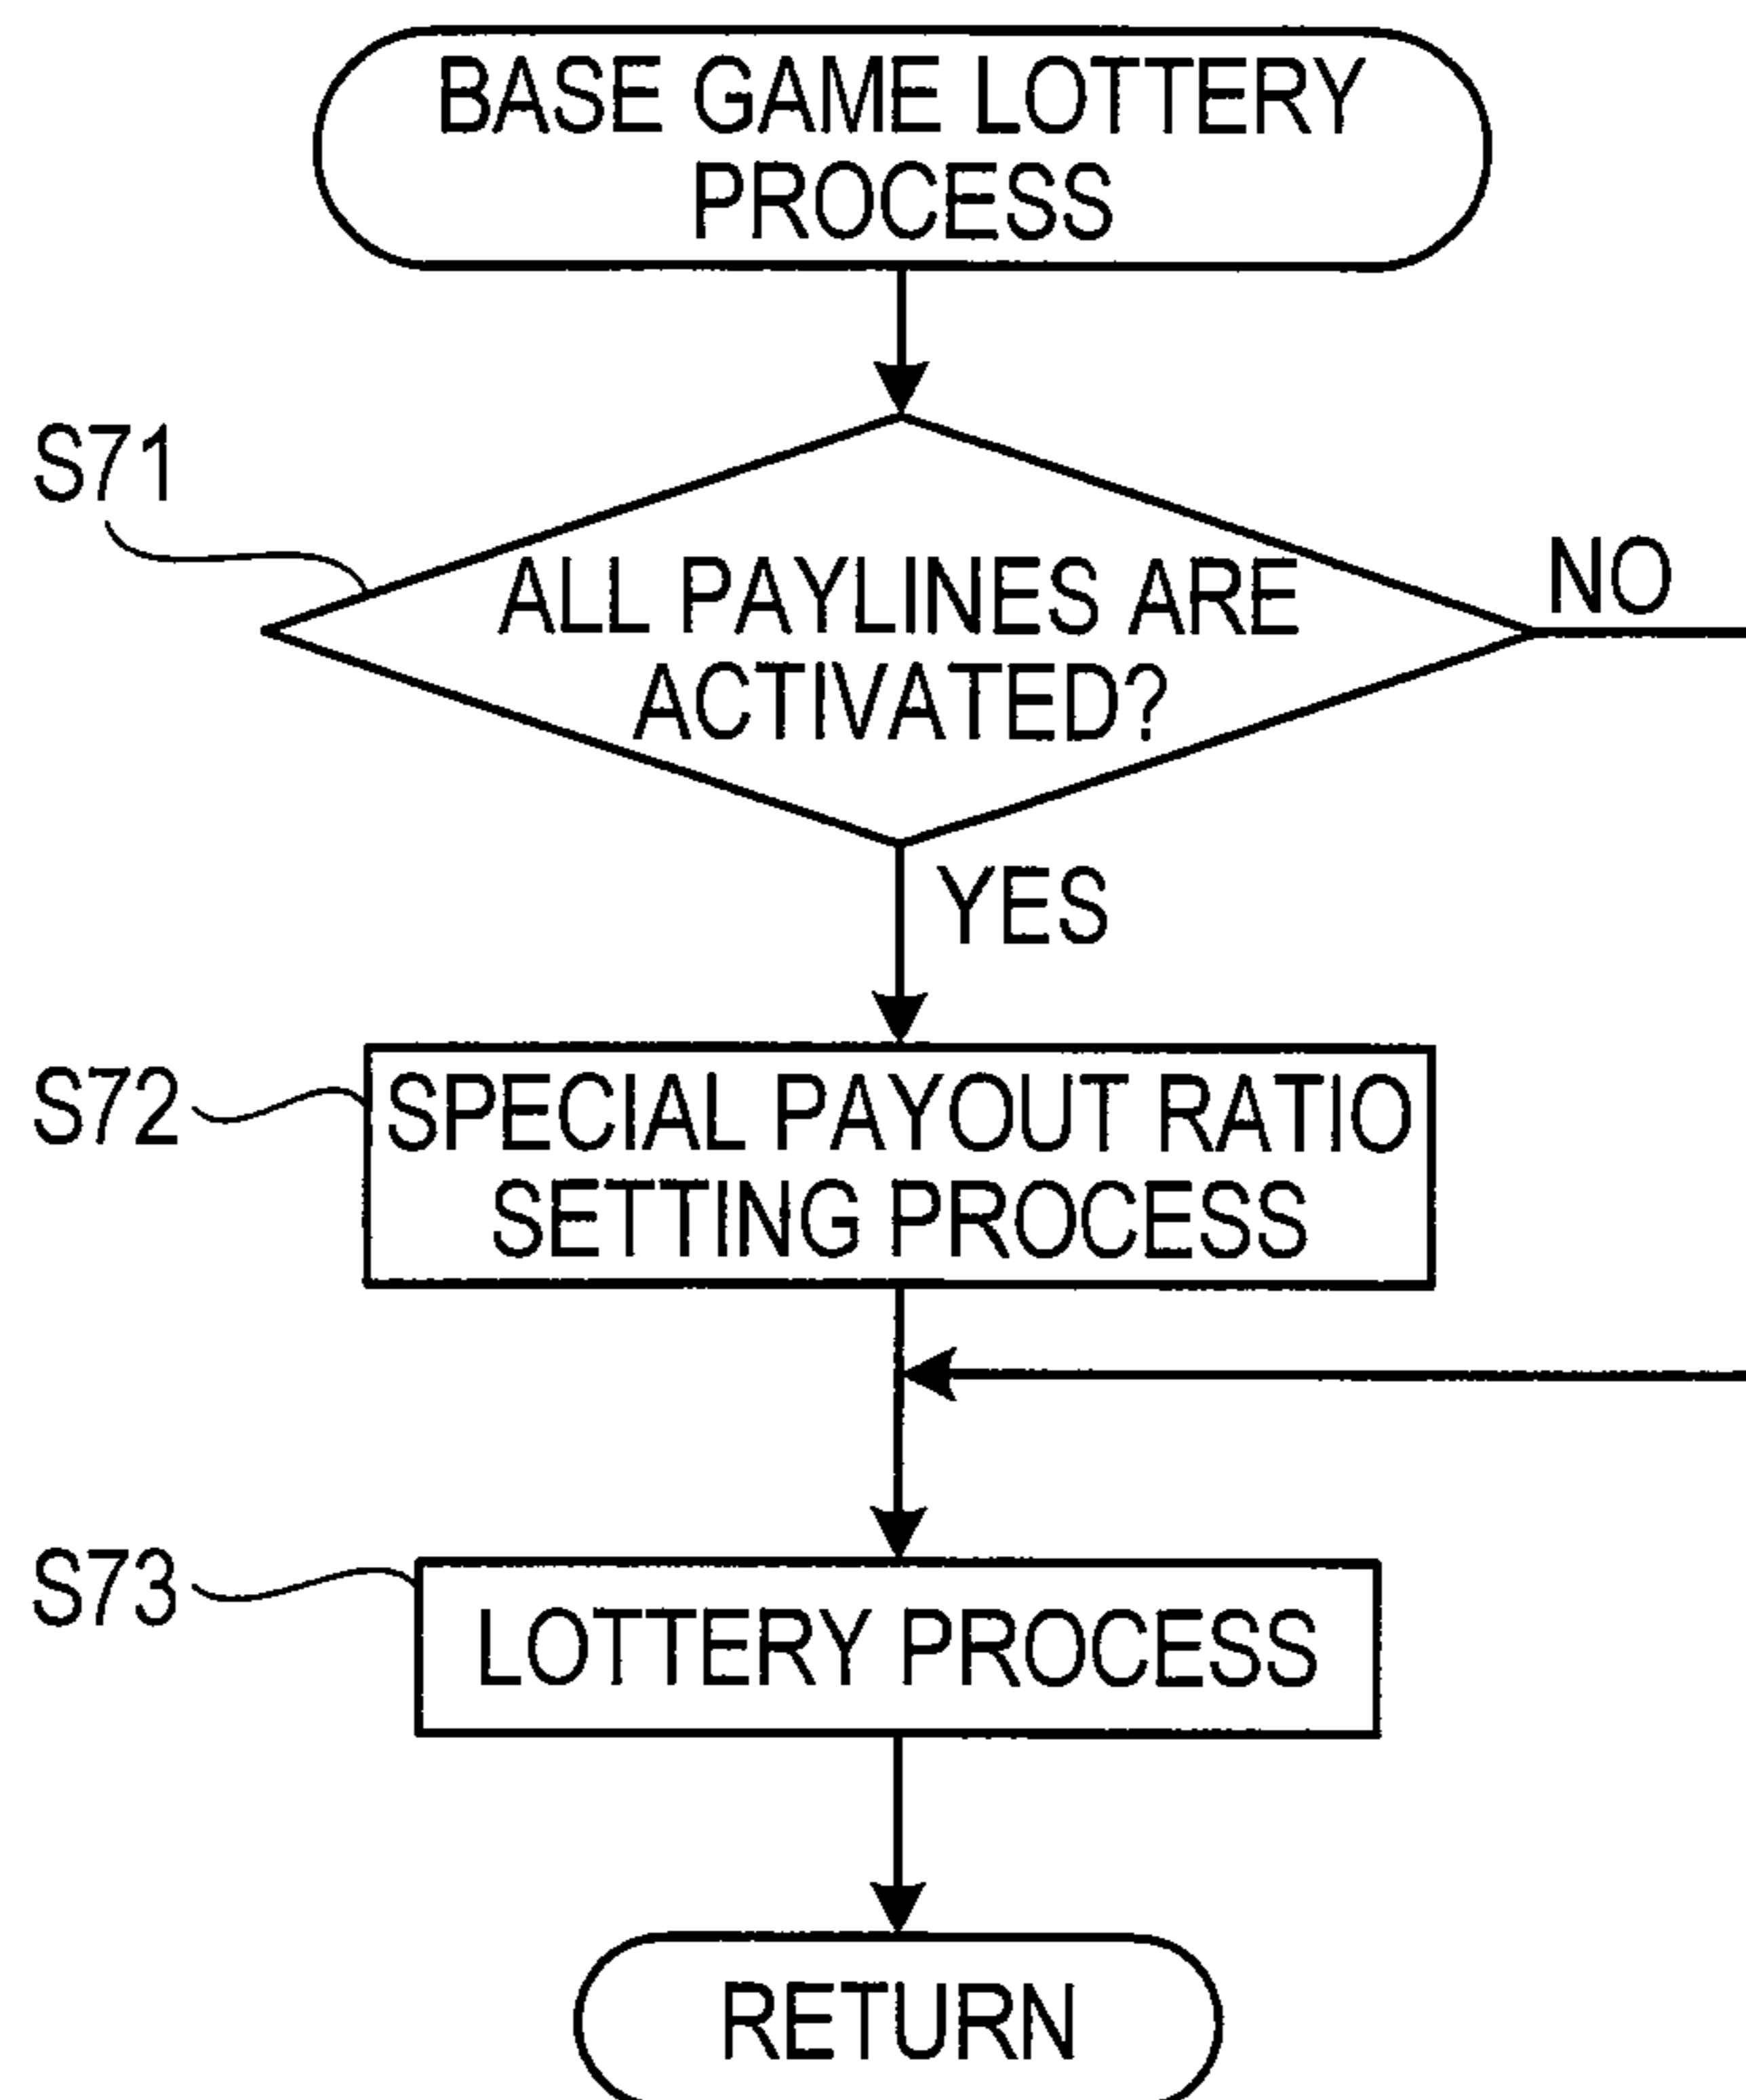 BASE GAME LOTTERY
PROCESS
S71
ALL PAYLINES ARE
ACTIVATED?
NO
YES
S72
SPECIAL PAYOUT RATIO
SETTING PROCESS
S73
LOTTERY PROCESS
RETURN